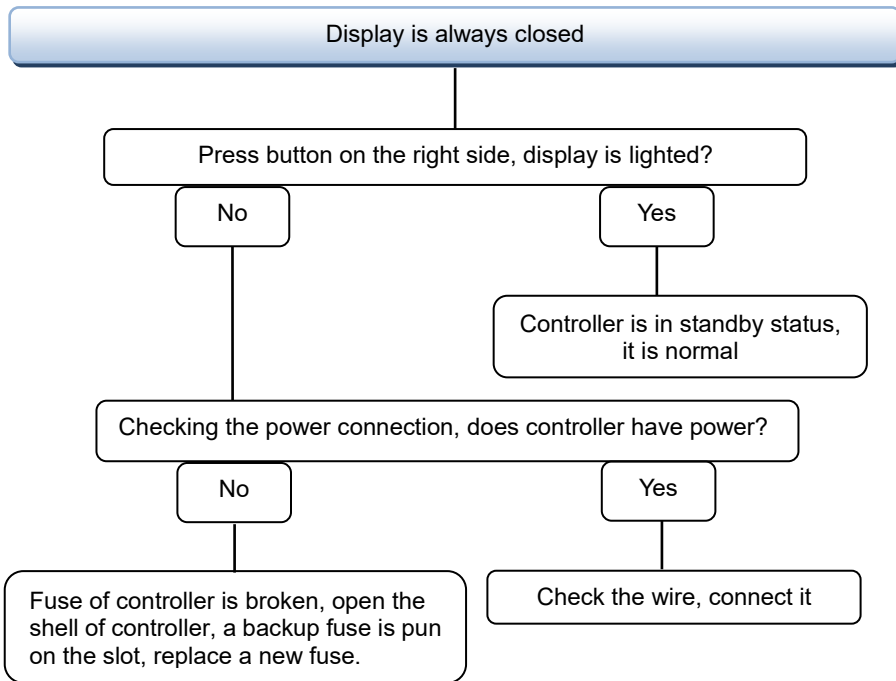 Display is always closed
Press button on the right side, display is lighted?
No
Yes
Controller is in standby status,
it is normal
Checking the power connection, does controller have power?
No
Yes
Fuse of controller is broken, open the
shell of controller, a backup fuse is pun
on the slot, replace a new fuse.
Check the wire, connect it